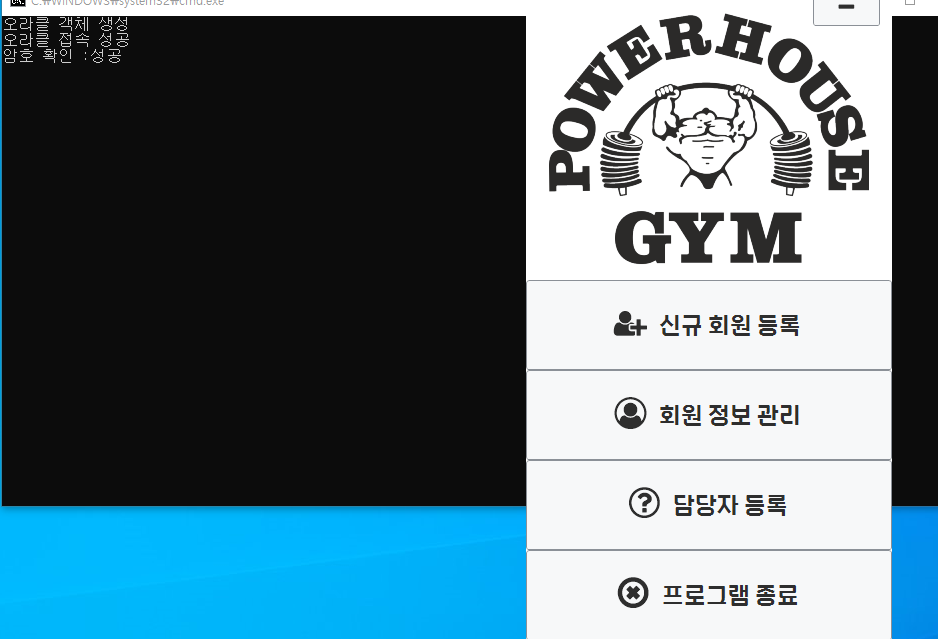 C:₩WINDOWS₩system32₩cmd.exe
오라클 객체 생성
오라클 접속 성공
암호 확인 :성공
POWERHOUSE
GYM
신규 회원 등록
회원 정보 관리
담당자 등록
프로그램 종료